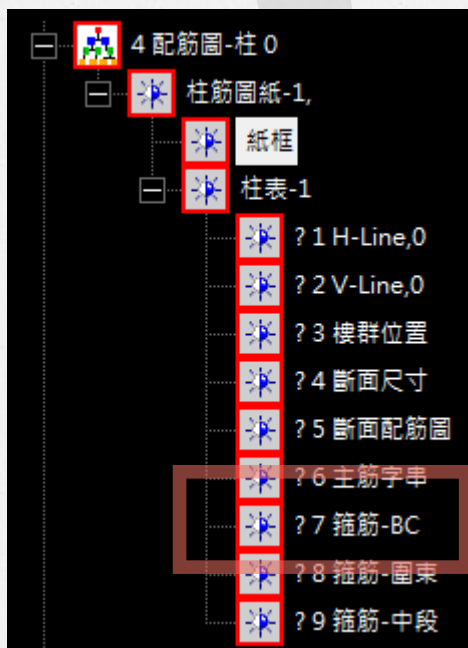 4 配筋圖-柱 0
柱筋圖紙-1,
紙框
柱表-1
? 1 H-Line,0
? 2 V-Line,0
? 3 樓群位置
? 4 斷面尺寸
? 5 斷面配筋圖
? 6 主筋字串
? 7 箍筋-BC
? 8 箍筋-圍束
? 9 箍筋-中段